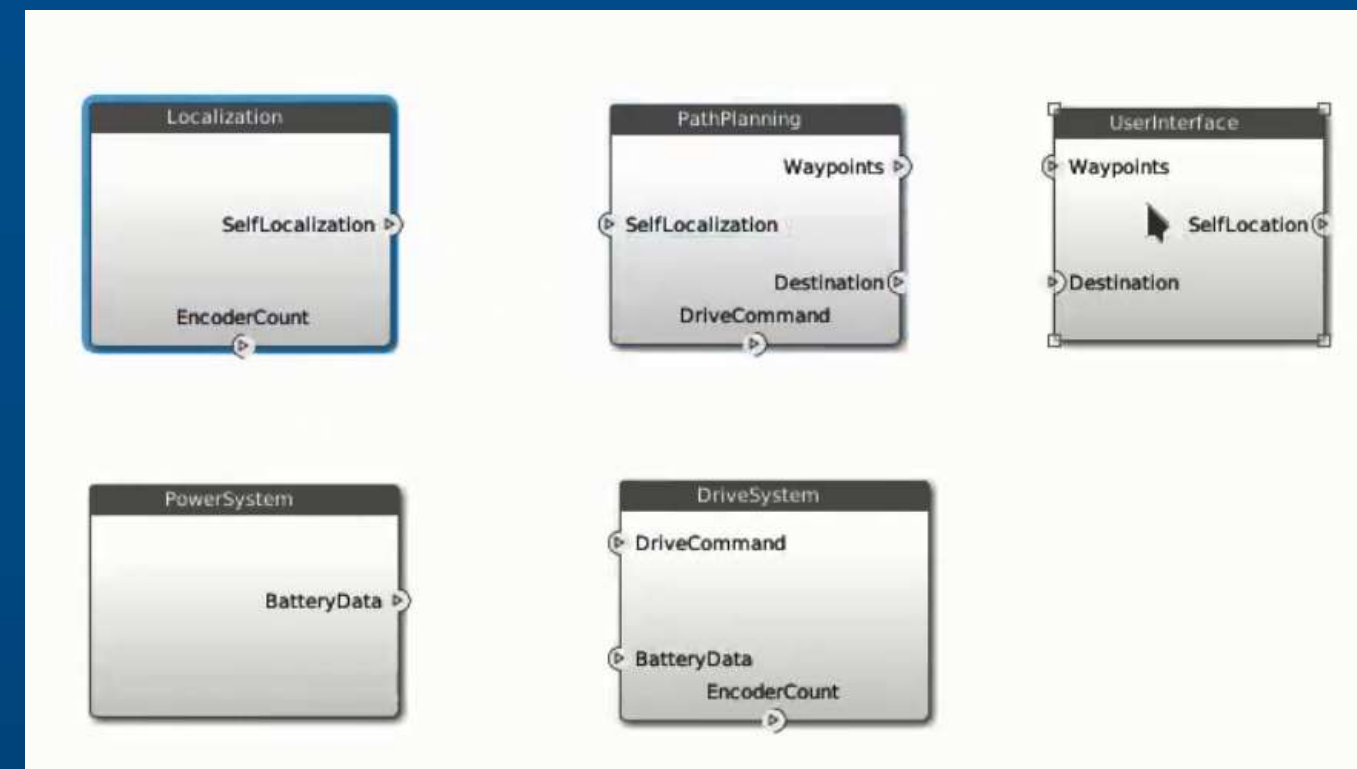 Localization
SelfLocalization
EncoderCount
PathPlanning
Waypoints
SelfLocalization
Destination
DriveCommand
UserInterface
Waypoints
SelfLocation
Destination
PowerSystem
BatteryData
DriveSystem
DriveCommand
BatteryData
EncoderCount